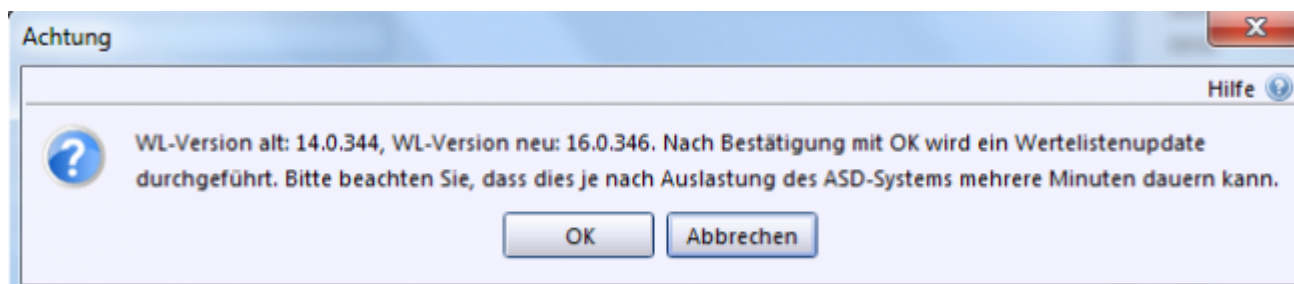 Achtung
Hilfe
WL-Version alt: 14.0.344, WL-Version neu: 16.0.346. Nach Bestätigung mit OK wird ein Wertelistenupdate
durchgeführt. Bitte beachten Sie, dass dies je nach Auslastung des ASD-Systems mehrere Minuten dauern kann.
OK Abbrechen